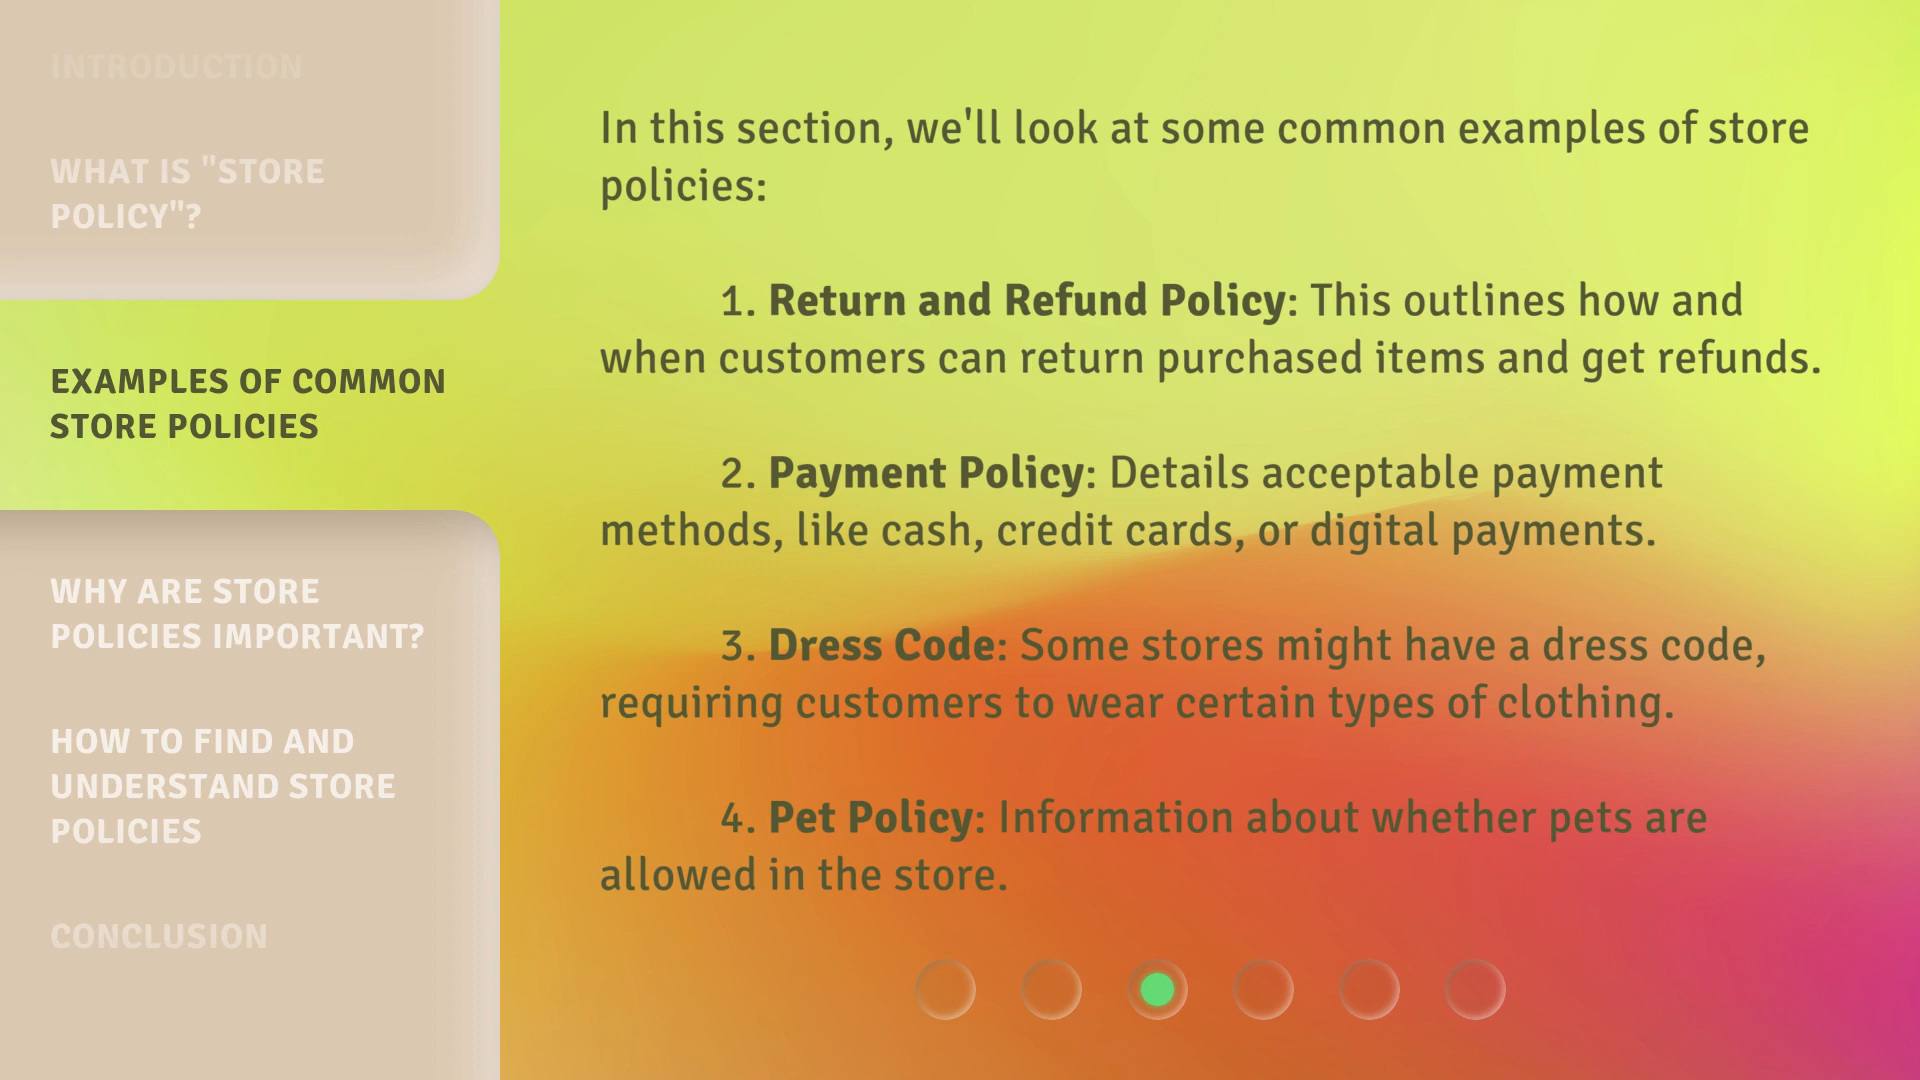 INTRODUCTION
WHAT IS "STORE
POLICY"?
EXAMPLES OF COMMON
STORE POLICIES
WHY ARE STORE
POLICIES IMPORTANT?
HOW TO FIND AND
UNDERSTAND STORE
POLICIES
CONCLUSION
In this section, we'll look at some common examples of store
policies:
1. Return and Refund Policy: This outlines how and
when customers can return purchased items and get refunds.
2. Payment Policy: Details acceptable payment
methods, like cash, credit cards, or digital payments.
3. Dress Code: Some stores might have a dress code,
requiring customers to wear certain types of clothing.
4. Pet Policy: Information about whether pets are
allowed in the store.